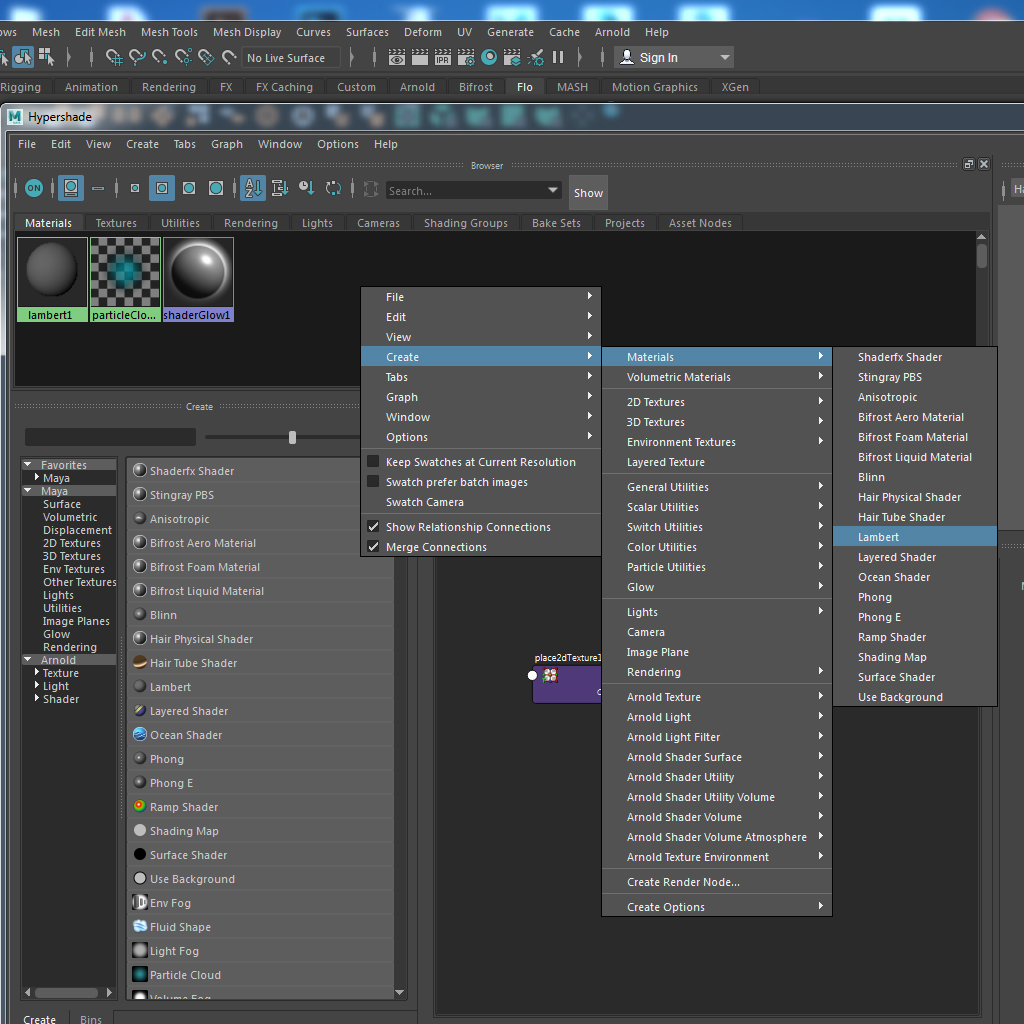 Mesh Edit Mesh Mesh Tools Mesh Display Curves Surfaces Deform UV Generate Cache Arnold Help
IPR No Live Surface Sign In
Rigging Animation Rendering FX FX Caching Custom Arnold Bifrost Flo MASH Motion Graphics XGen
M Hypershade
File Edit View Create Tabs Graph Window Options Help
Browser
ON Search... Show
Materials Textures Utilities Rendering Lights Cameras Shading Groups Bake Sets Projects Asset Nodes
lambert1 particleClo... shaderGlow1
File
Edit
View
Create
Tabs
Graph
Window
Options
Keep Swatches at Current Resolution
Swatch prefer batch images
Swatch Camera
Show Relationship Connections
Merge Connections
Materials
Volumetric Materials
2D Textures
3D Textures
Environment Textures
Layered Texture
General Utilities
Scalar Utilities
Switch Utilities
Color Utilities
Particle Utilities
Glow
Lights
Camera
Image Plane
Rendering
Arnold Texture
Arnold Light
Arnold Light Filter
Arnold Shader Surface
Arnold Shader Utility
Arnold Shader Utility Volume
Arnold Shader Volume
Arnold Shader Volume Atmosphere
Arnold Texture Environment
Create Render Node...
Create Options
Shaderfx Shader
Stingray PBS
Anisotropic
Bifrost Aero Material
Bifrost Foam Material
Bifrost Liquid Material
Blinn
Hair Physical Shader
Hair Tube Shader
Lambert
Layered Shader
Ocean Shader
Phong
Phong E
Ramp Shader
Shading Map
Surface Shader
Use Background
Create
Favorites
Maya
Maya
Surface
Volumetric
Displacement
2D Textures
3D Textures
Env Textures
Other Textures
Lights
Utilities
Image Planes
Glow
Rendering
Arnold
Texture
Light
Shader
Shaderfx Shader
Stingray PBS
Anisotropic
Bifrost Aero Material
Bifrost Foam Material
Bifrost Liquid Material
Blinn
Hair Physical Shader
Hair Tube Shader
Lambert
Layered Shader
Ocean Shader
Phong
Phong E
Ramp Shader
Shading Map
Surface Shader
Use Background
Env Fog
Fluid Shape
Light Fog
Particle Cloud
Volume Fog
place2dTexture1
Create Bins